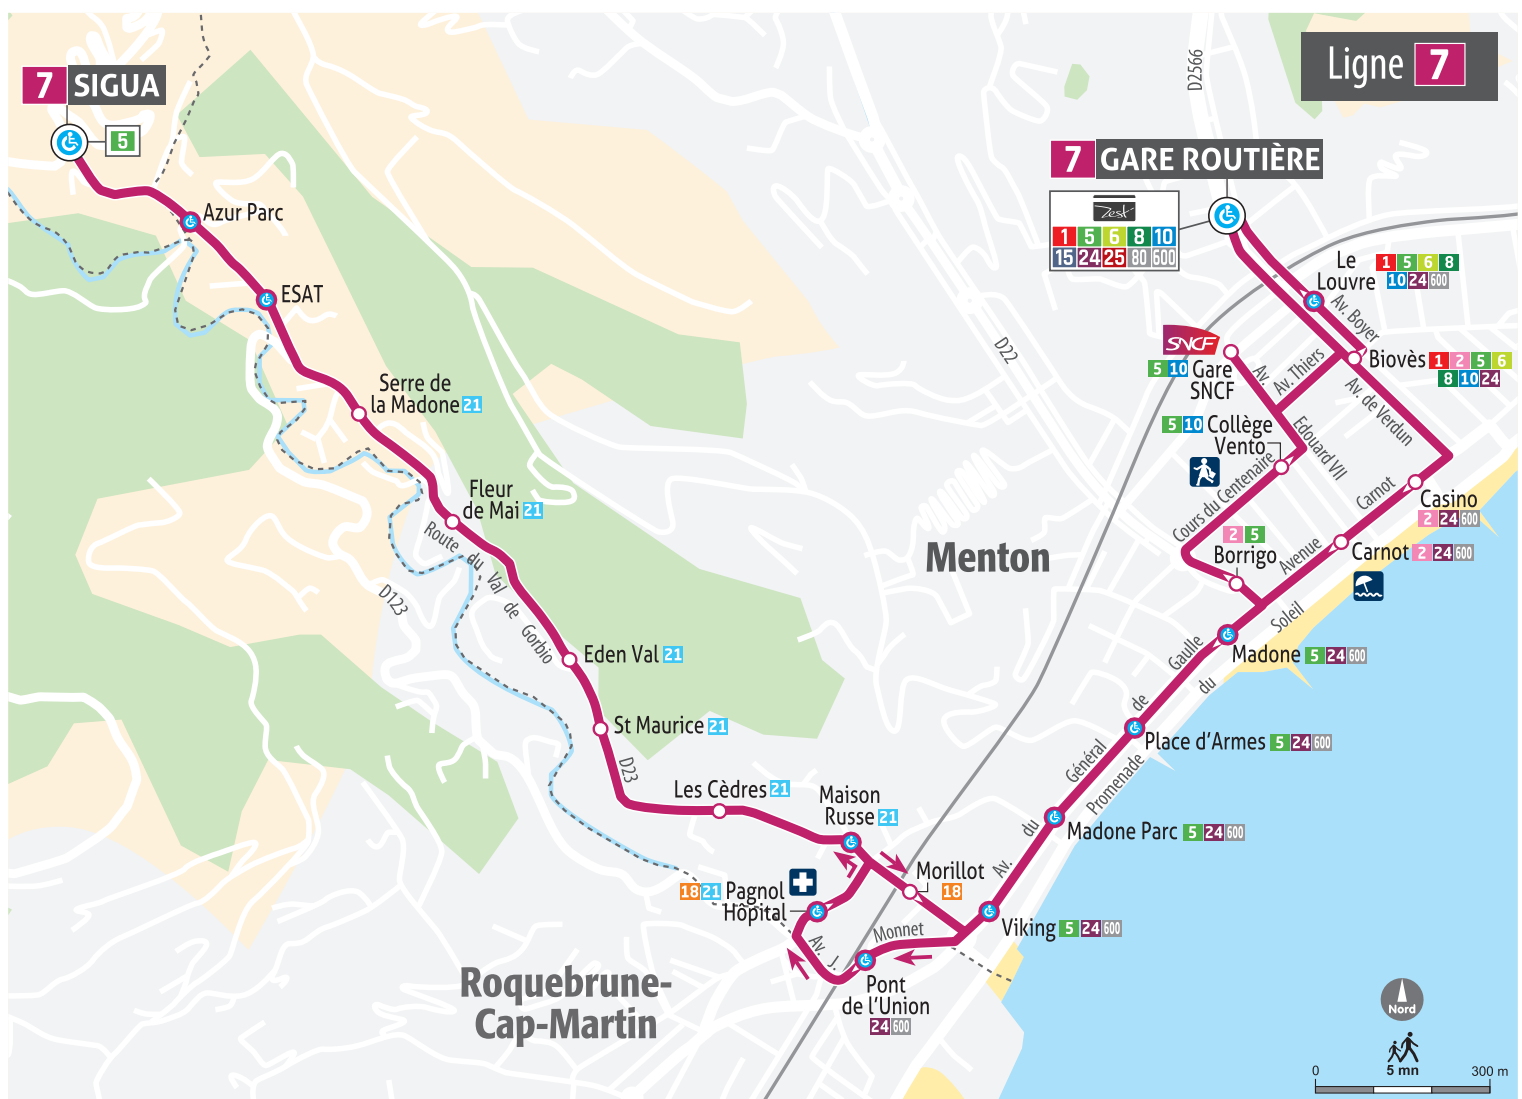 Ligne 7
7 SIGUA
5
Azur Parc
ESAT
Serre de
la Madone 21
Fleur
de Mai 21
Route du Val de Gorbio
D123
Eden Val 21
St Maurice 21
D23
Les Cèdres 21
Maison
Russe 21
Morillot
18
18 21 Pagnol
Hôpital
Av. J. Monnet
Pont
de l'Union
24 600
Viking 5 24 600
Madone Parc 5 24 600
Place d'Armes 5 24 600
Madone 5 24 600
Av. du Général de Gaulle
Promenade du Soleil
2 5
Borrigo
Avenue Carnot
Carnot 2 24 600
Casino
2 24 600
Cours du Centenaire
5 10 Collège
Vento
Av. Edouard VII
SNCF
5 10 Gare
SNCF
Av. Thiers
Av. de Verdun
Biovès 1 2 5 6
8 10 24
Av. Boyer
Le
Louvre
1 5 6 8
10 24 600
7 GARE ROUTIÈRE
Zest
1 5 6 8 10
15 24 25 80 600
D2566
D22
Menton
Roquebrune-
Cap-Martin
Nord
5 mn
0 300 m